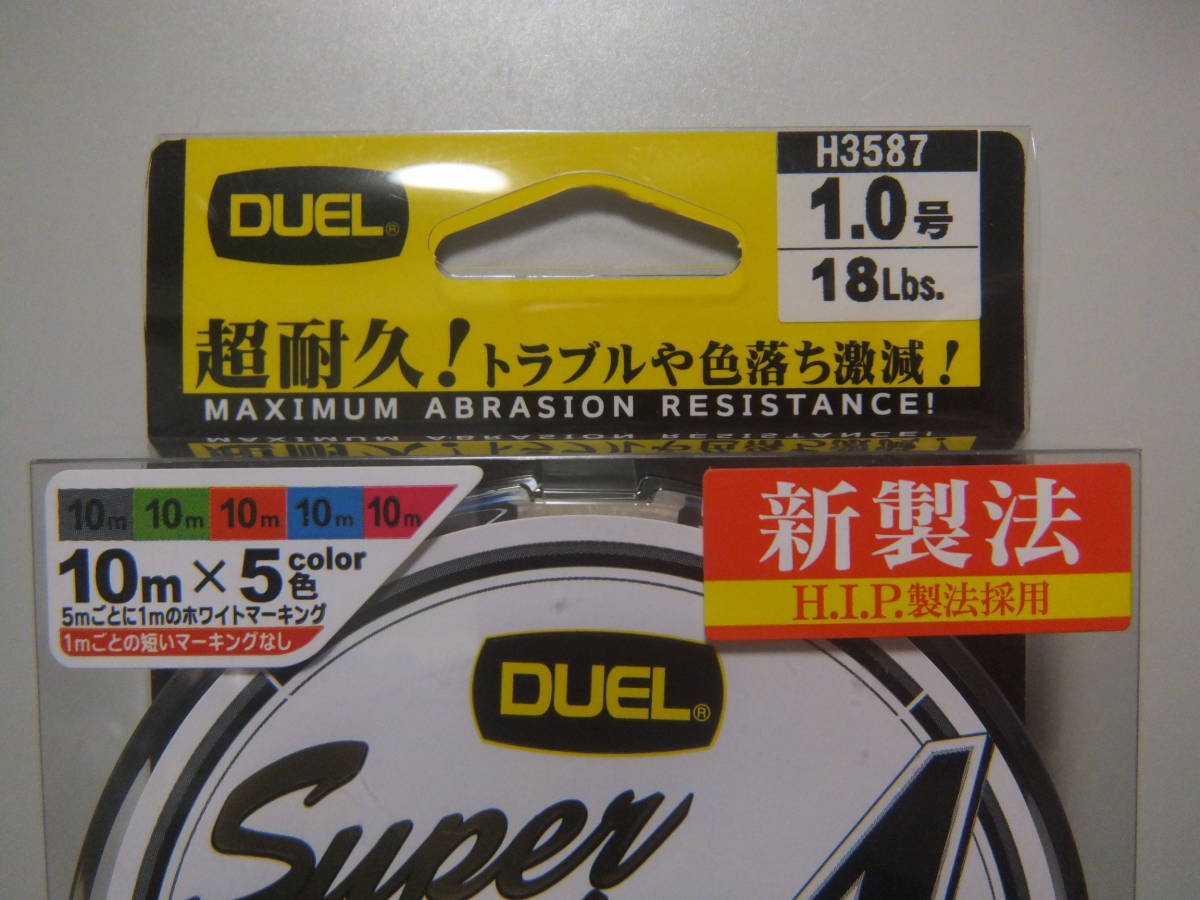 DUEL®
H3587
1.0号
18Lbs.
超耐久！トラブルや色落ち激減！
MAXIMUM ABRASION RESISTANCE!
10m 10m 10m 10m 10m
10m×5color色
5mごとに1mのホワイトマーキング
1mごとの短いマーキングなし
新製法
H.I.P.製法採用
DUEL®
Super
4